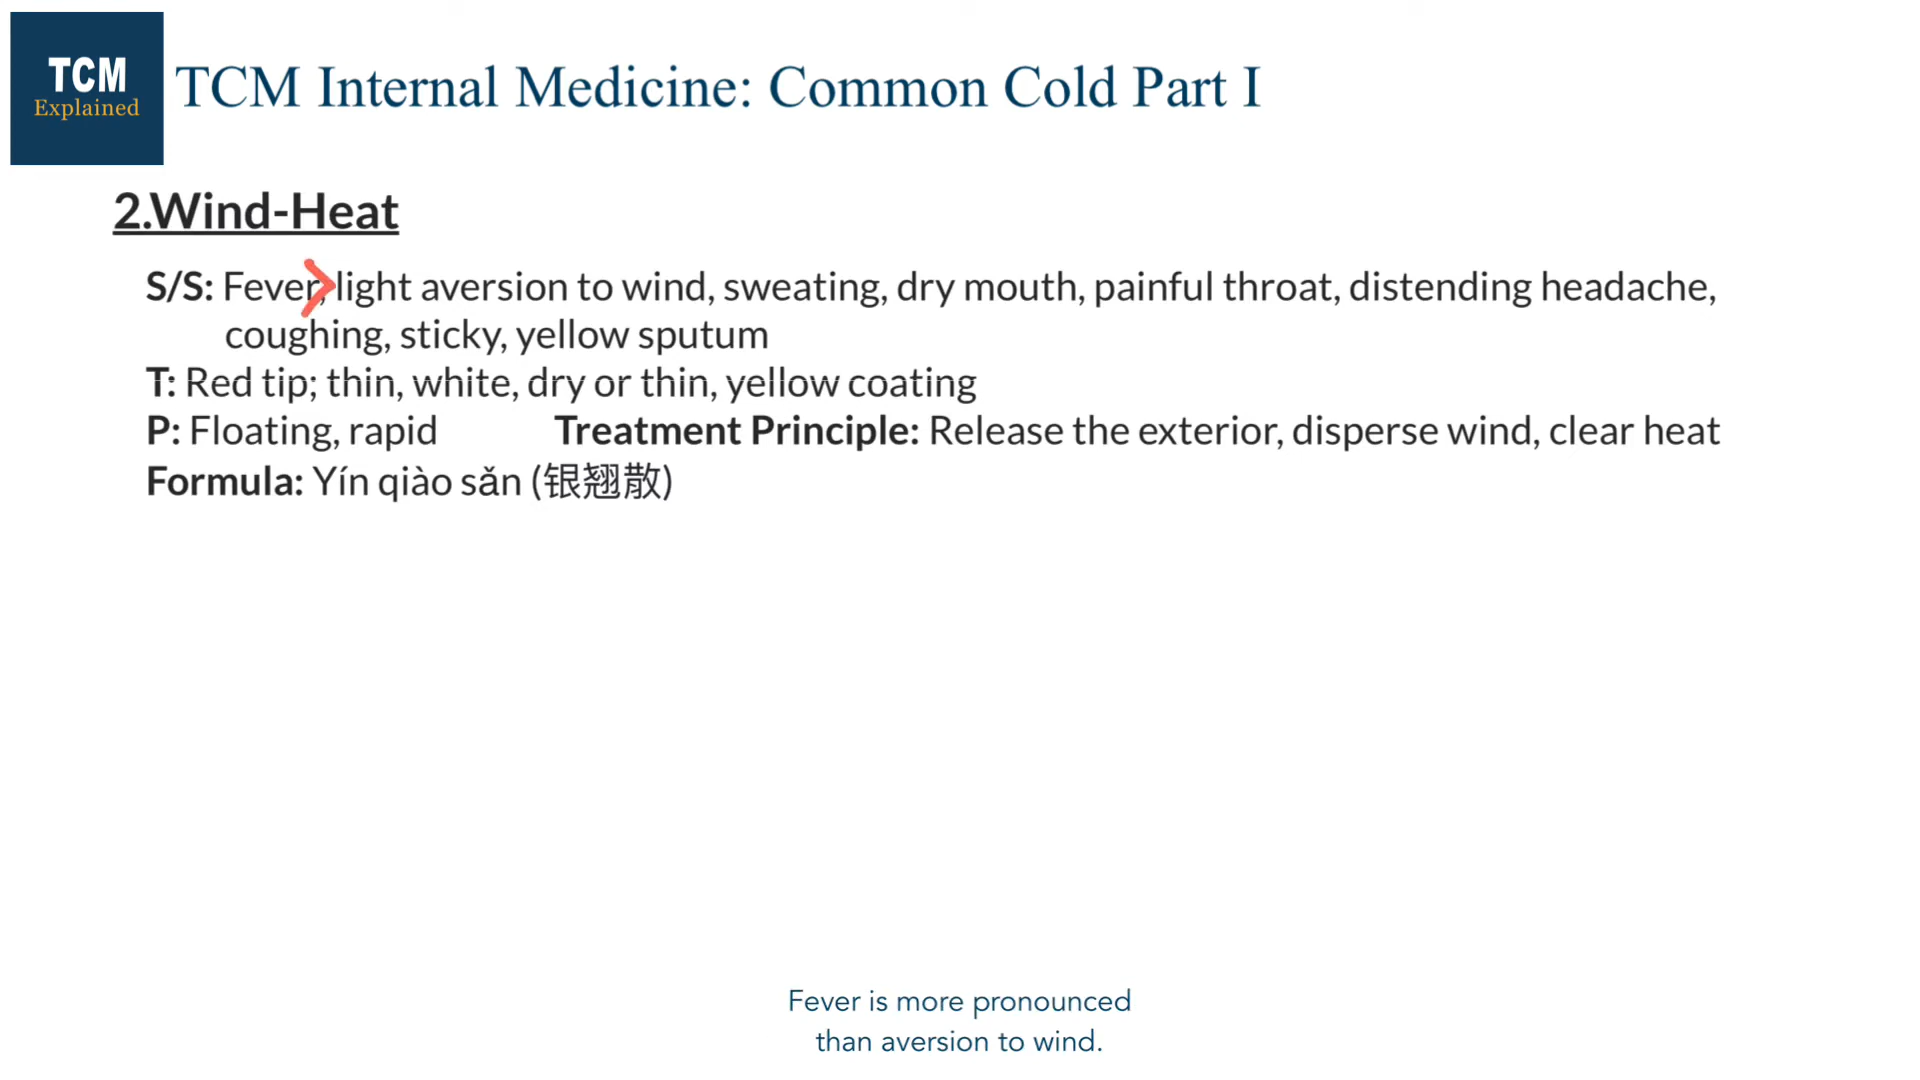 TCM
Explained
TCM Internal Medicine: Common Cold Part I
2.Wind-Heat
S/S: Fever, > light aversion to wind, sweating, dry mouth, painful throat, distending headache,
coughing, sticky, yellow sputum
T: Red tip; thin, white, dry or thin, yellow coating
P: Floating, rapid Treatment Principle: Release the exterior, disperse wind, clear heat
Formula: Yín qiào sǎn (银翘散)
Fever is more pronounced
than aversion to wind.